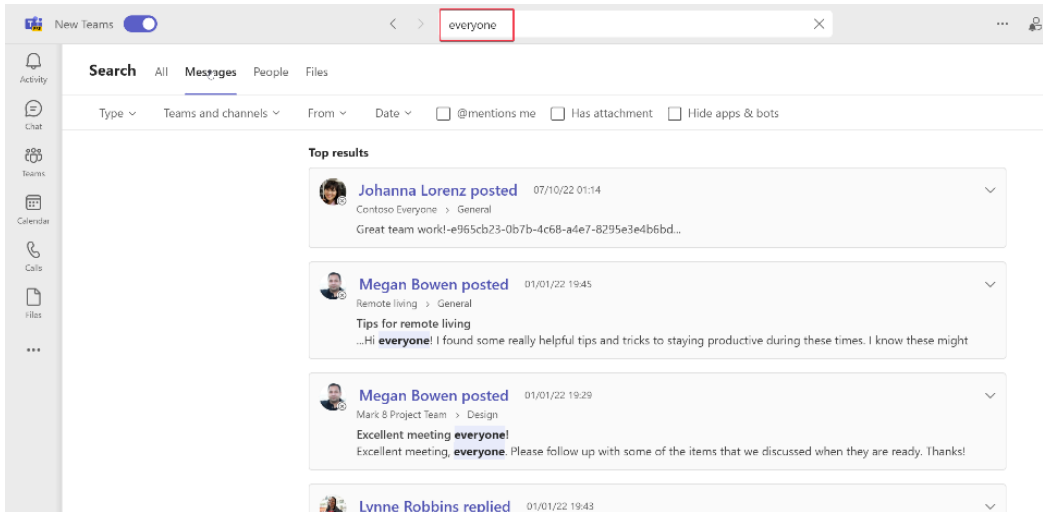 New Teams
everyone
Activity
Chat
Teams
Calendar
Calls
Files
Search All Messages People Files
Type Teams and channels From Date @mentions me Has attachment Hide apps & bots
Top results
Johanna Lorenz posted 07/10/22 01:14
Contoso Everyone > General
Great team work!-e965cb23-0b7b-4c68-a4e7-8295e3e4b6bd...
Megan Bowen posted 01/01/22 19:45
Remote living > General
Tips for remote living
...Hi everyone! I found some really helpful tips and tricks to staying productive during these times. I know these might
Megan Bowen posted 01/01/22 19:29
Mark 8 Project Team > Design
Excellent meeting everyone!
Excellent meeting, everyone. Please follow up with some of the items that we discussed when they are ready. Thanks!
Lynne Robbins replied 01/01/22 19:43